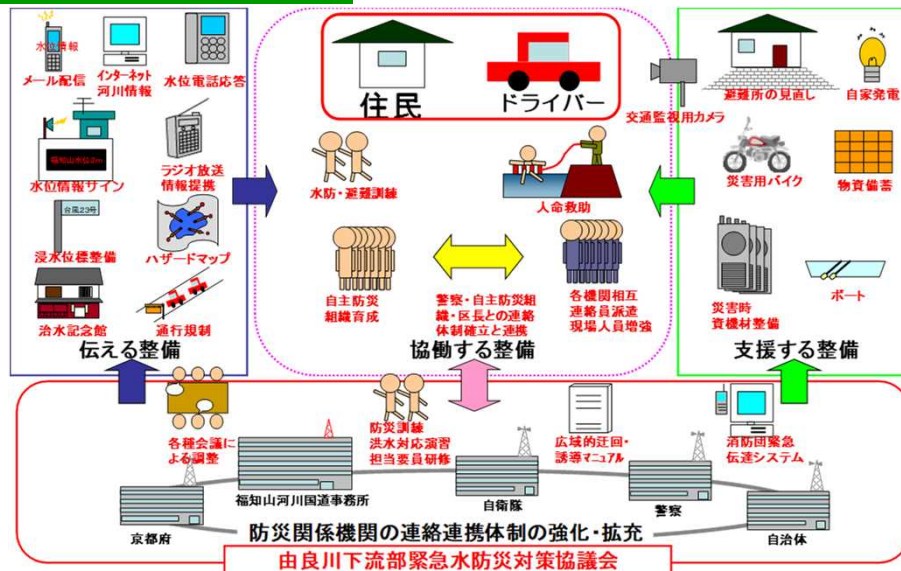 水位情報
メール配信
インターネット
河川情報
水位電話応答
福知山水位2m
水位情報サイン
ラジオ放送
情報提携
台風23号
浸水位標整備
ハザードマップ
治水記念館
通行規制
伝える整備
住民
ドライバー
水防・避難訓練
人命救助
自主防災
組織育成
警察・自主防災組
織・区長との連絡
体制確立と連携
各機関相互
連絡員派遣
現場人員増強
協働する整備
交通監視用カメラ
避難所の見直し
自家発電
災害用バイク
物資備蓄
災害時
資機材整備
ボート
支援する整備
各種会議に
よる調整
防災訓練
洪水対応演習
担当要員研修
広域的迂回・
誘導マニュアル
消防団緊急
伝達システム
京都府
福知山河川国道事務所
自衛隊
警察
自治体
防災関係機関の連絡連携体制の強化・拡充
由良川下流部緊急水防災対策協議会